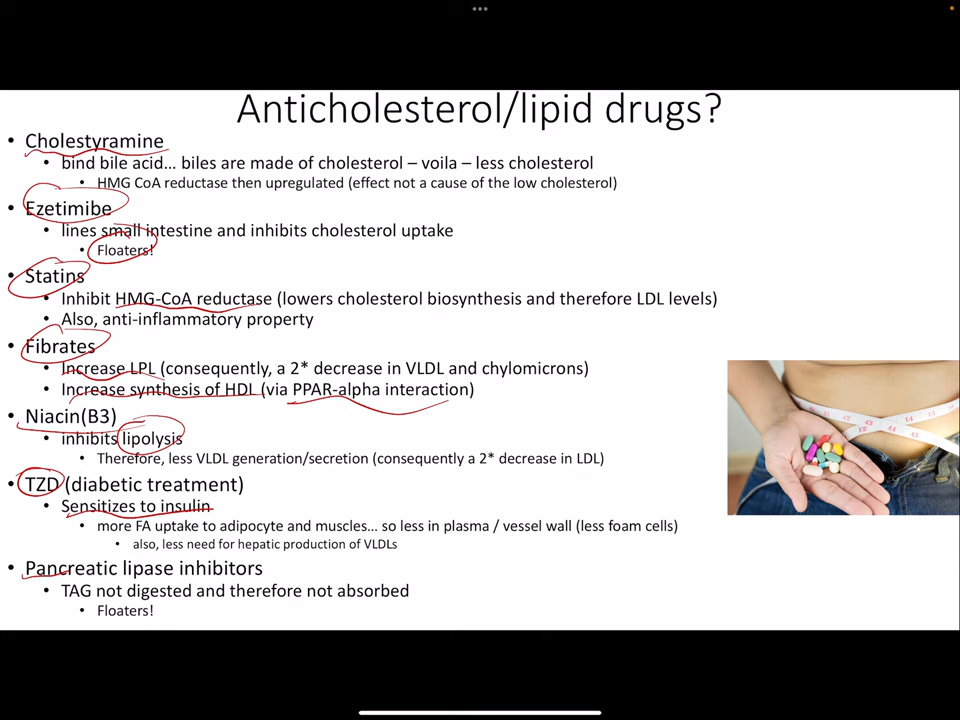 Anticholesterol/lipid drugs?
• Cholestyramine
• bind bile acid… biles are made of cholesterol – voila – less cholesterol
• HMG CoA reductase then upregulated (effect not a cause of the low cholesterol)
• Ezetimibe
• lines small intestine and inhibits cholesterol uptake
• Floaters!
• Statins
• Inhibit HMG-CoA reductase (lowers cholesterol biosynthesis and therefore LDL levels)
• Also, anti-inflammatory property
• Fibrates
• Increase LPL (consequently, a 2* decrease in VLDL and chylomicrons)
• Increase synthesis of HDL (via PPAR-alpha interaction)
• Niacin(B3)
• inhibits lipolysis
• Therefore, less VLDL generation/secretion (consequently a 2* decrease in LDL)
• TZD (diabetic treatment)
• Sensitizes to insulin
• more FA uptake to adipocyte and muscles… so less in plasma / vessel wall (less foam cells)
• also, less need for hepatic production of VLDLs
• Pancreatic lipase inhibitors
• TAG not digested and therefore not absorbed
• Floaters!